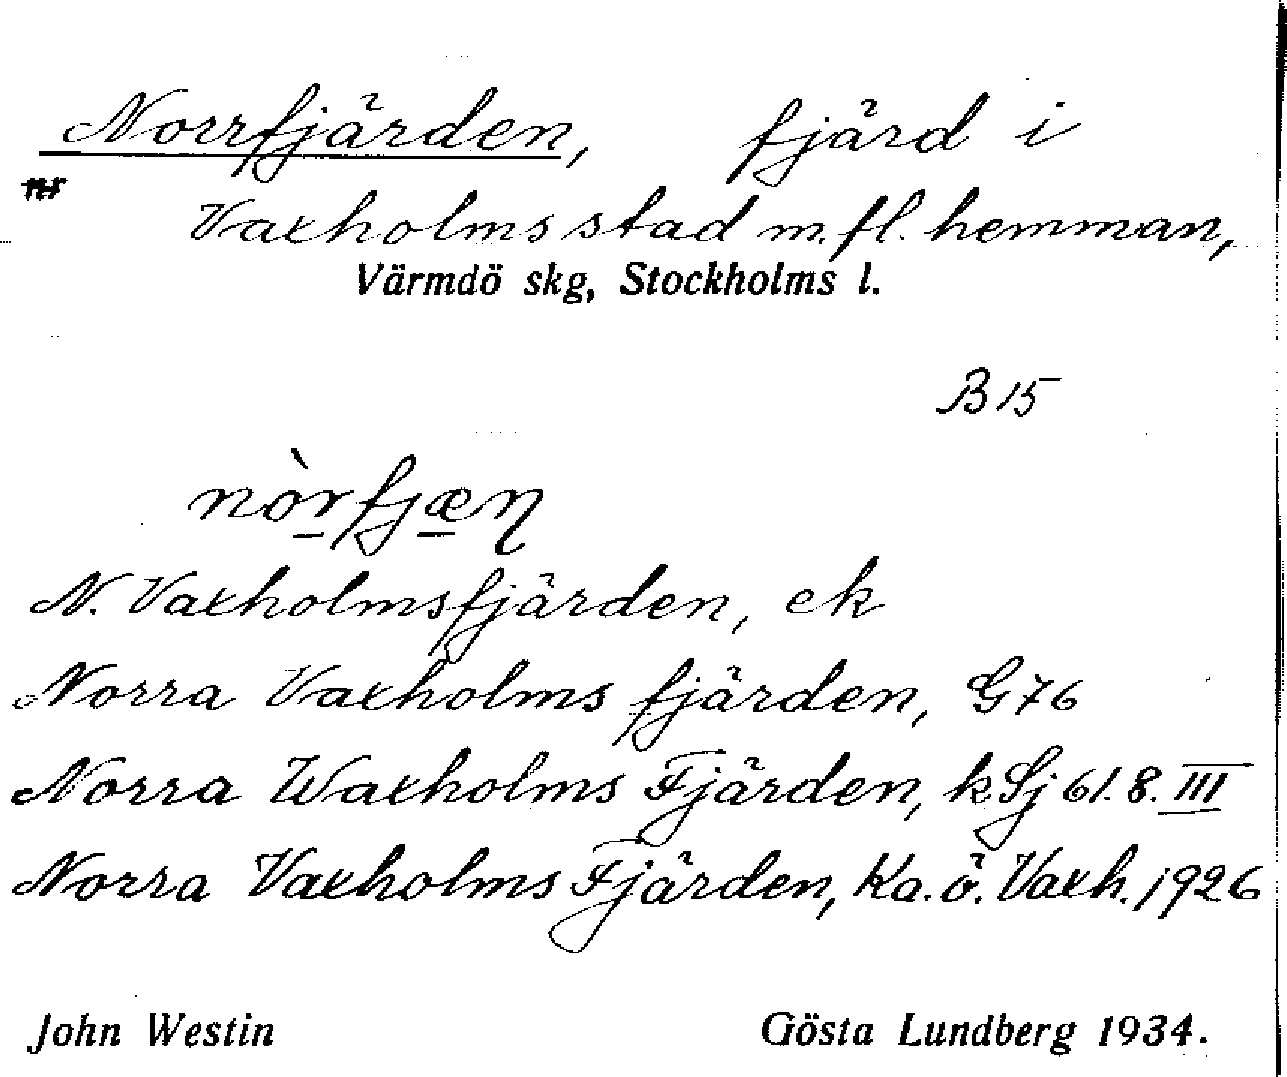 Norrfjärden, fjärd i
Vaxholms stad m.fl. hemman,
Värmdö skg, Stockholms l.
B 15
nòrfjæn̥
N. Vaxholmsfjärden, ek
Norra Vaxholms fjärden, G 76
Norra Waxholms Fjärden, kSj 61.8.III
Norra Vaxholms Fjärden, Ka.ö. Vaxh. 1926
John Westin Gösta Lundberg 1934.